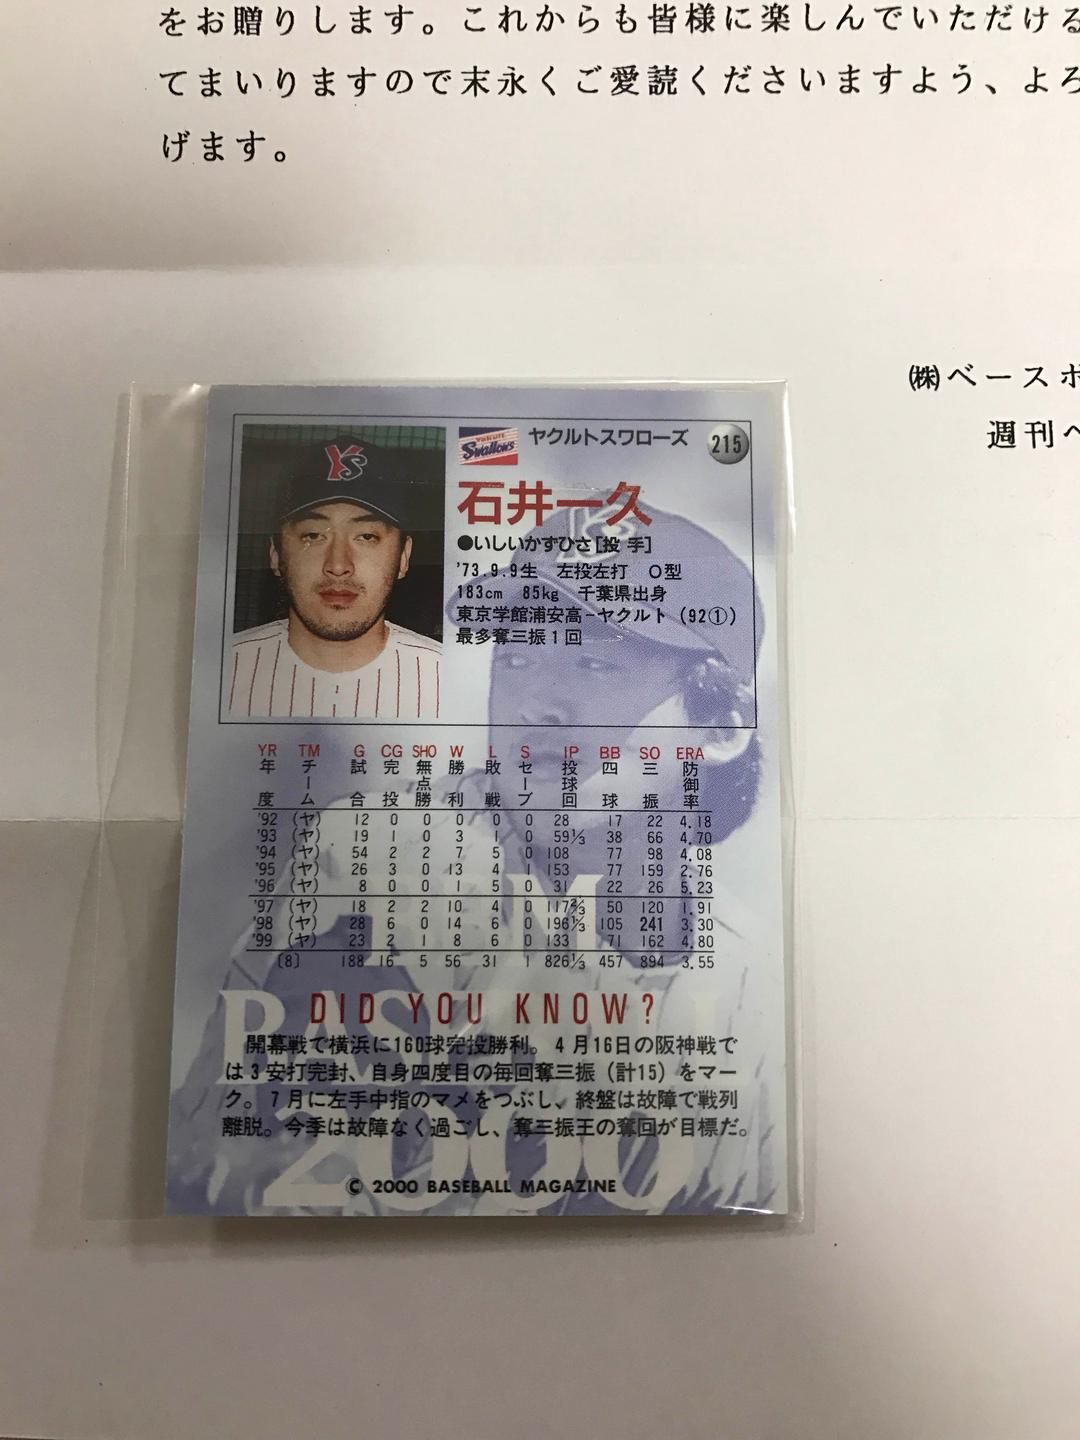 をお贈りします。これからも皆様に楽しんでいただける
てまいりますので末永くご愛読くださいますよう、よろ
げます。
㈱ベースボ
週刊ベ
YS
Yakult Swallows
ヤクルトスワローズ
215
石井一久
●いしいかずひさ[投 手]
'73.9.9生 左投左打 O型
183cm 85kg 千葉県出身
東京学館浦安高-ヤクルト(92①)
最多奪三振1回
YR TM G CG SHO W L S IP BB SO ERA
年度 チーム 試合 完投 無点勝 勝利 敗戦 セーブ 投球回 四球 三振 防御率
'92 (ヤ) 12 0 0 0 0 0 28 17 22 4.18
'93 (ヤ) 19 1 0 3 1 0 59⅓ 38 66 4.70
'94 (ヤ) 54 2 2 7 5 0 108 77 98 4.08
'95 (ヤ) 26 3 0 13 4 1 153 77 159 2.76
'96 (ヤ) 8 0 0 1 5 0 31 22 26 5.23
'97 (ヤ) 18 2 2 10 4 0 117⅔ 50 120 1.91
'98 (ヤ) 28 6 0 14 6 0 196⅓ 105 241 3.30
'99 (ヤ) 23 2 1 8 6 0 133 71 162 4.80
〔8〕 188 16 5 56 31 1 826⅓ 457 894 3.55
DID YOU KNOW?
開幕戦で横浜に160球完投勝利。4月16日の阪神戦で
は3安打完封、自身四度目の毎回奪三振(計15)をマー
ク。7月に左手中指のマメをつぶし、終盤は故障で戦列
離脱。今季は故障なく過ごし、奪三振王の奪回が目標だ。
2000
© 2000 BASEBALL MAGAZINE